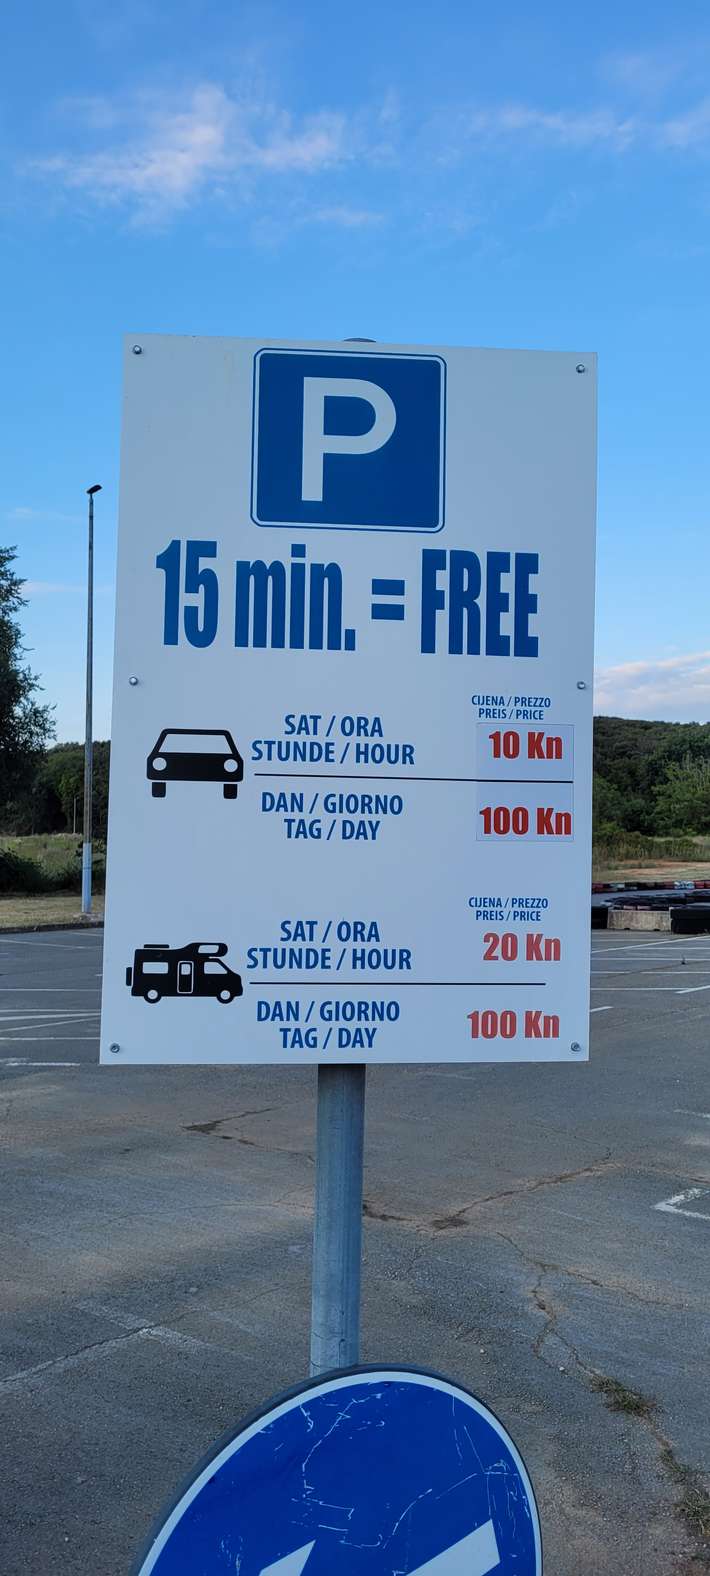 P
15 min. = FREE
CIJENA / PREZZO
PREIS / PRICE
SAT / ORA
STUNDE / HOUR
10 Kn
DAN / GIORNO
TAG / DAY
100 Kn
CIJENA / PREZZO
PREIS / PRICE
SAT / ORA
STUNDE / HOUR
20 Kn
DAN / GIORNO
TAG / DAY
100 Kn